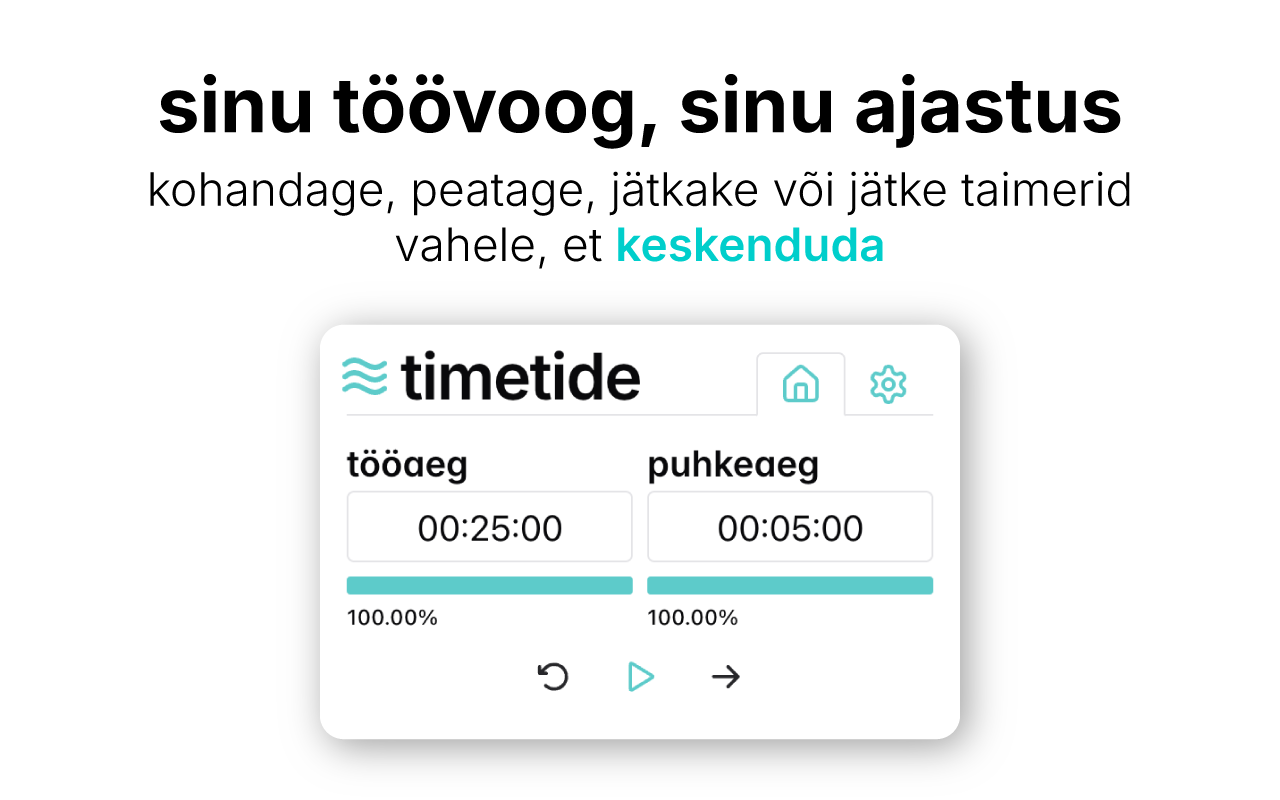 sinu töövoog, sinu ajastus
kohandage, peatage, jätkake või jätke taimerid
vahele, et keskenduda
timetide
tööaeg
puhkeaeg
00:25:00
00:05:00
100.00%
100.00%